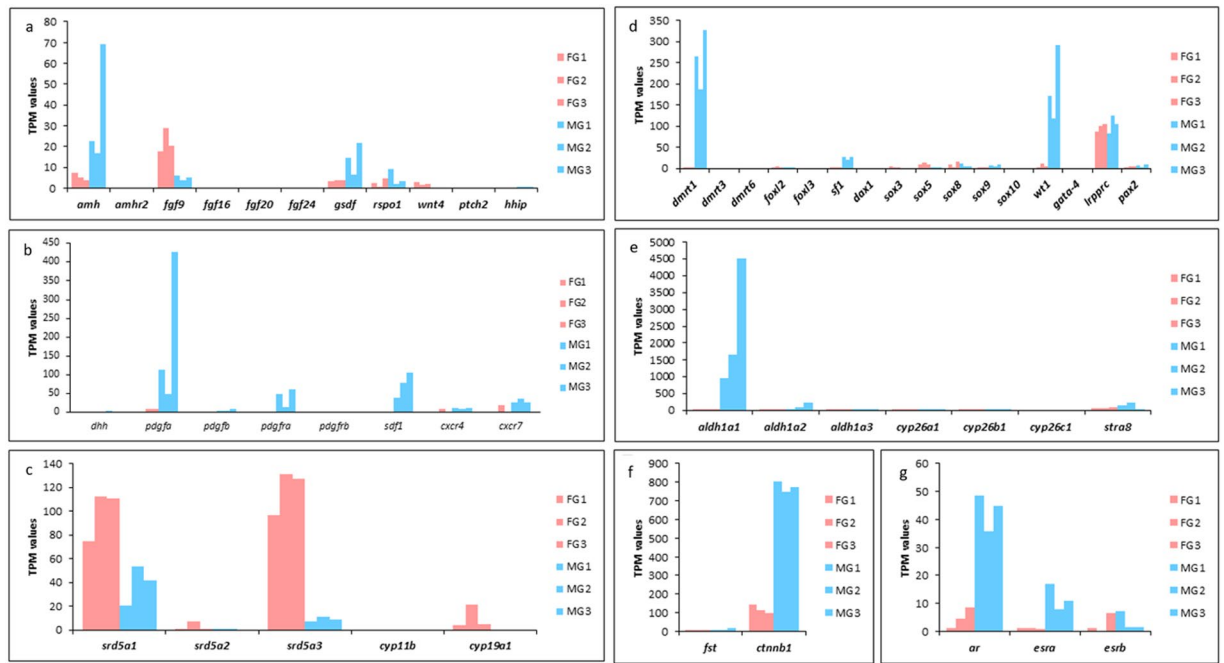 a
TPM values
80
70
60
50
40
30
20
10
0
amh amhr2 fgf9 fgf16 fgf20 fgf24 gsdf rspo1 wnt4 ptch2 hhip
FG1
FG2
FG3
MG1
MG2
MG3
b
TPM values
450
400
350
300
250
200
150
100
50
0
dhh pdgfa pdgfb pdgfra pdgfrb sdf1 cxcr4 cxcr7
FG1
FG2
FG3
MG1
MG2
MG3
c
TPM values
140
120
100
80
60
40
20
0
srd5a1 srd5a2 srd5a3 cyp11b cyp19a1
FG1
FG2
FG3
MG1
MG2
MG3
d
TPM values
350
300
250
200
150
100
50
0
dmrt1 dmrt3 dmrt6 foxl2 foxl3 sf1 dax1 sox3 sox5 sox8 sox9 sox10 wt1 gata-4 lrpprc pax2
FG1
FG2
FG3
MG1
MG2
MG3
e
TPM values
5000
4500
4000
3500
3000
2500
2000
1500
1000
500
0
aldh1a1 aldh1a2 aldh1a3 cyp26a1 cyp26b1 cyp26c1 stra8
FG1
FG2
FG3
MG1
MG2
MG3
f
TPM values
900
800
700
600
500
400
300
200
100
0
fst ctnnb1
FG1
FG2
FG3
MG1
MG2
MG3
g
TPM values
60
50
40
30
20
10
0
ar esra esrb
FG1
FG2
FG3
MG1
MG2
MG3